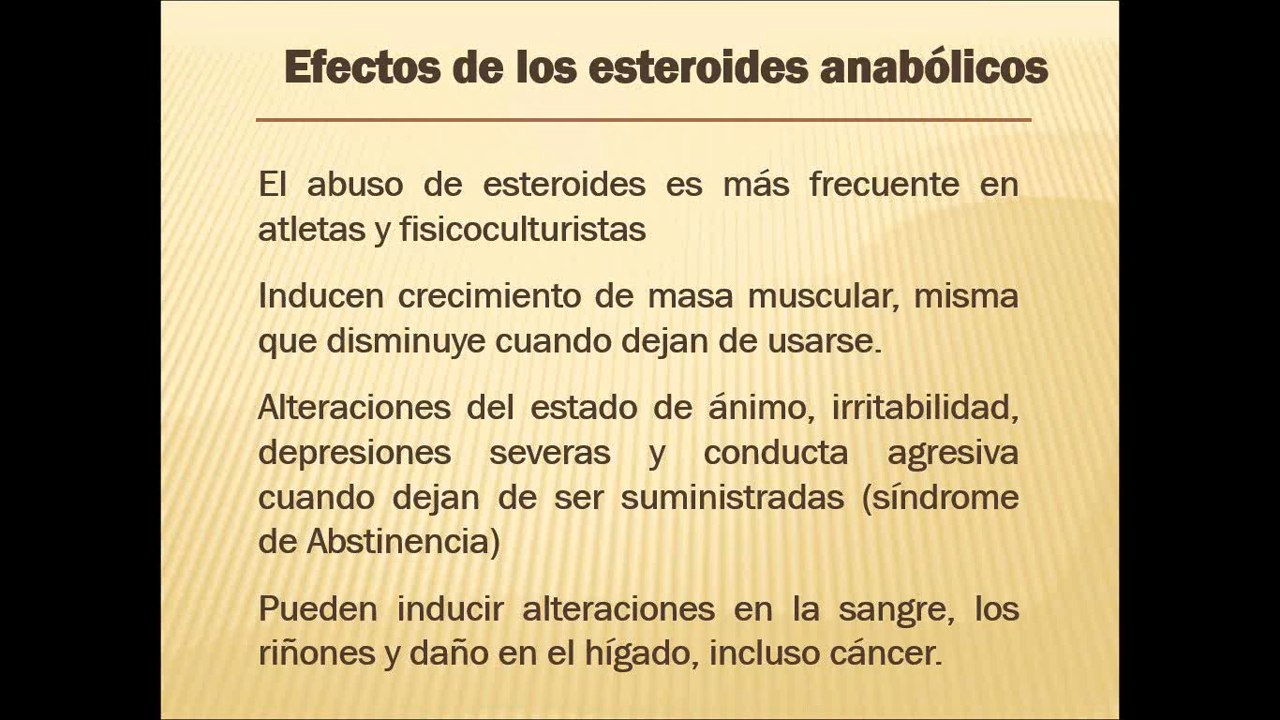 Efectos de los esteroides anabólicos
El abuso de esteroides es más frecuente en
atletas y fisicoculturistas
Inducen crecimiento de masa muscular, misma
que disminuye cuando dejan de usarse.
Alteraciones del estado de ánimo, irritabilidad,
depresiones severas y conducta agresiva
cuando dejan de ser suministradas (síndrome
de Abstinencia)
Pueden inducir alteraciones en la sangre, los
riñones y daño en el hígado, incluso cáncer.